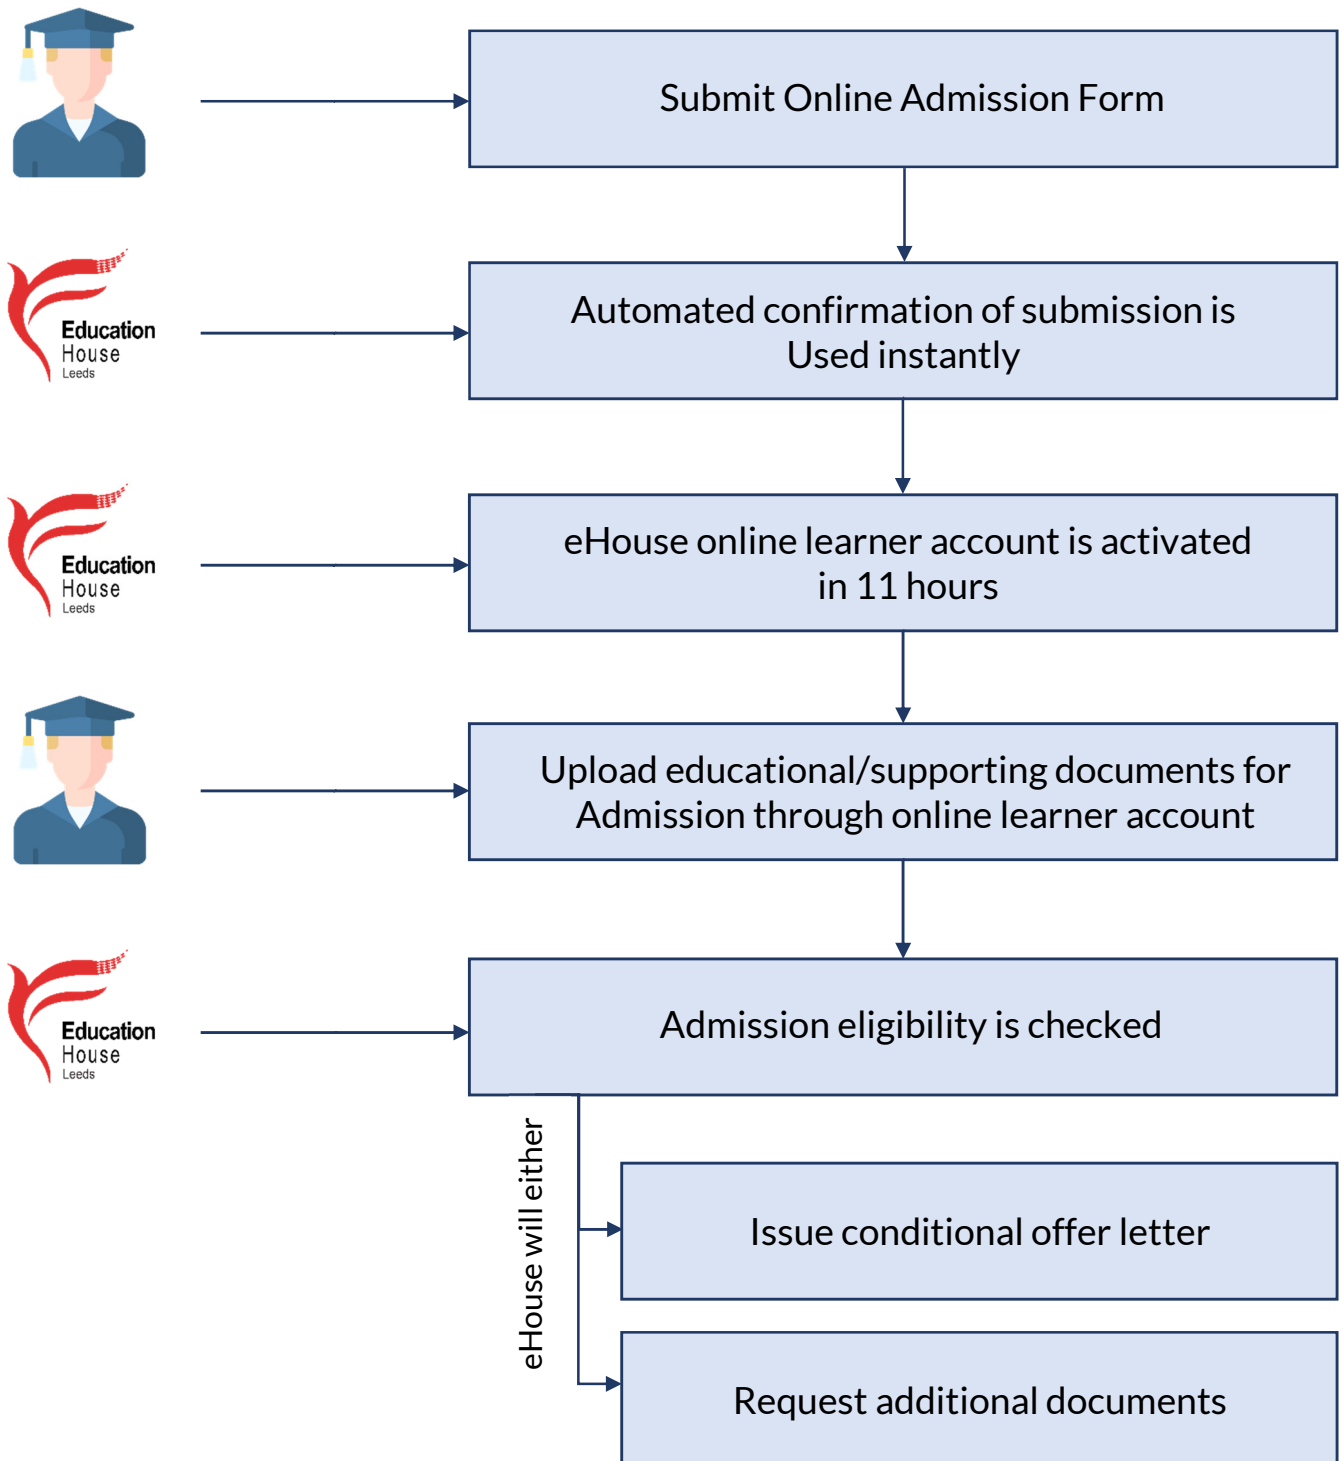 Submit Online Admission Form
Education
House
Leeds
Automated confirmation of submission is
Used instantly
Education
House
Leeds
eHouse online learner account is activated
in 11 hours
Upload educational/supporting documents for
Admission through online learner account
Education
House
Leeds
Admission eligibility is checked
eHouse will either
Issue conditional offer letter
Request additional documents